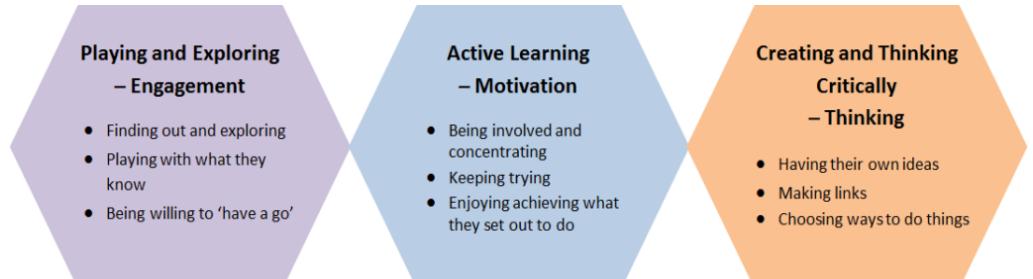 Playing and Exploring
– Engagement
● Finding out and exploring
● Playing with what they
know
● Being willing to ‘have a go’
Active Learning
– Motivation
● Being involved and
concentrating
● Keeping trying
● Enjoying achieving what
they set out to do
Creating and Thinking
Critically
– Thinking
● Having their own ideas
● Making links
● Choosing ways to do things